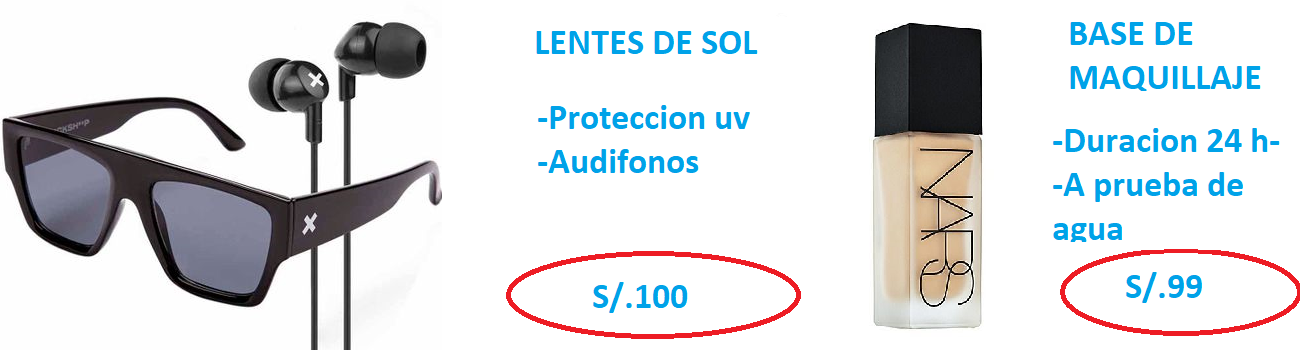 LENTES DE SOL
-Proteccion uv
-Audifonos
S/.100
NARS
BASE DE
MAQUILLAJE
-Duracion 24 h-
-A prueba de
agua
S/.99